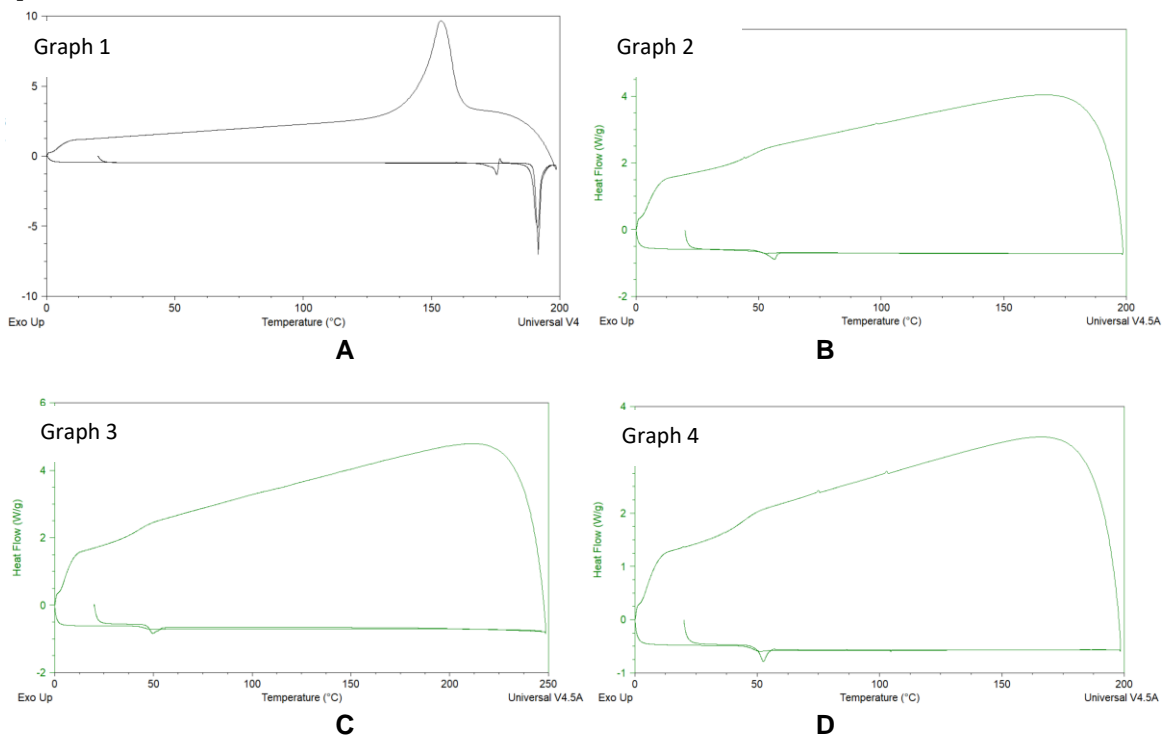 Graph 1
10
5
0
-5
-10
0 50 100 150 200
Exo Up Temperature (°C) Universal V4
A
Graph 2
4
2
0
-2
Heat Flow (W/g)
0 50 100 150 200
Exo Up Temperature (°C) Universal V4.5A
B
Graph 3
6
4
2
0
-2
Heat Flow (W/g)
0 50 100 150 200 250
Exo Up Temperature (°C) Universal V4.5A
C
Graph 4
4
2
1
0
-1
Heat Flow (W/g)
0 50 100 150 200
Exo Up Temperature (°C) Universal V4.5A
D